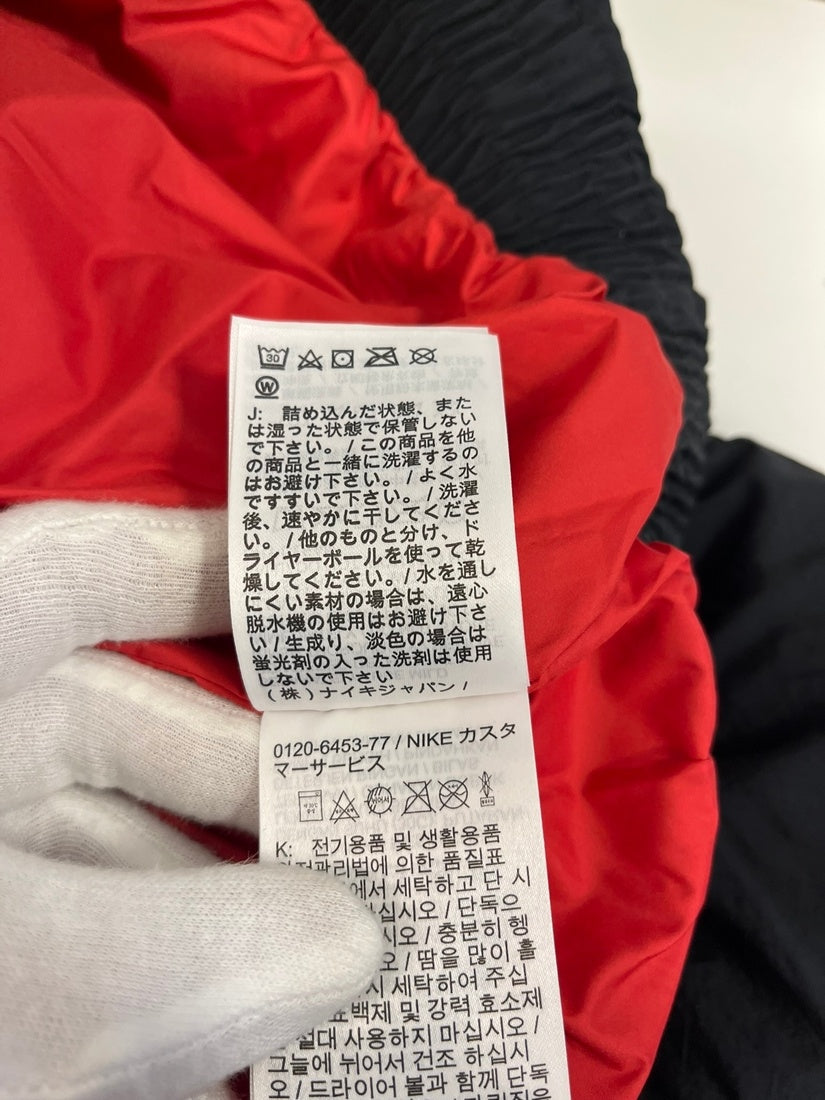 30
W
J: 詰め込んだ状態、また
は湿った状態で保管しない
で下さい。/この商品を他
の商品と一緒に洗濯するの
はお避け下さい。/よく水
ですすいで下さい。/洗濯
後、速やかに干してくださ
い。/他のものと分け、ド
ライヤーボールを使って乾
燥してください。/水を通し
にくい素材の場合は、遠心
脱水機の使用はお避け下さ
い/生成り、淡色の場合は
蛍光剤の入った洗剤は使用
しないで下さい
(株)ナイキジャパン/
0120-6453-77 / NIKE カスタ
マーサービス
K: 전기용품 및 생활용품
에 의한 품질표
에서 세탁하고 단 시
십시오 / 단독으
시오 / 충분히 헹
오 / 땀을 많이 흘
시 세탁하여 주십
표백제 및 강력 효소제
절대 사용하지 마십시오 /
그늘에 뉘어서 건조 하십시
오 / 드라이어 볼과 함께 단독